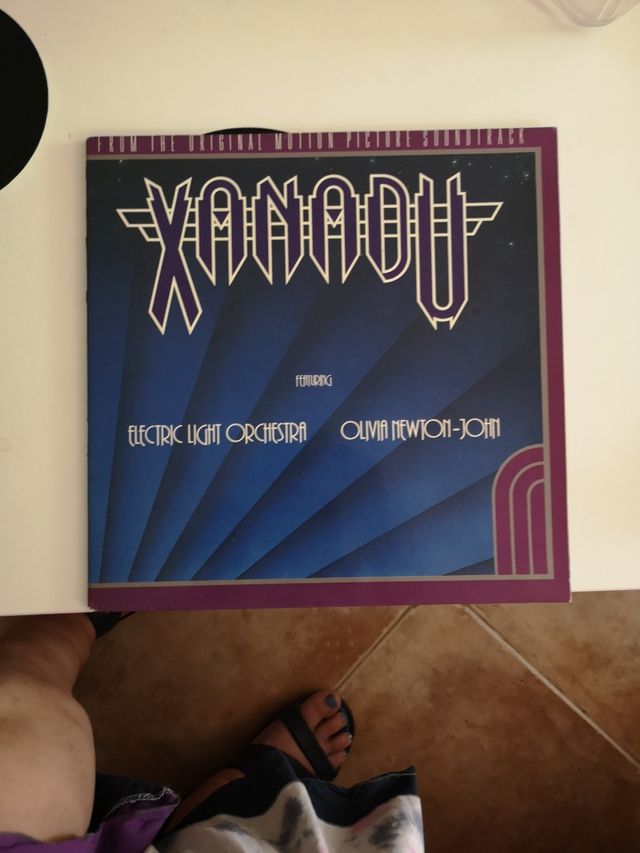 FROM THE ORIGINAL MOTION PICTURE SOUNDTRACK
XANADU
FEATURING
ELECTRIC LIGHT ORCHESTRA OLIVIA NEWTON-JOHN